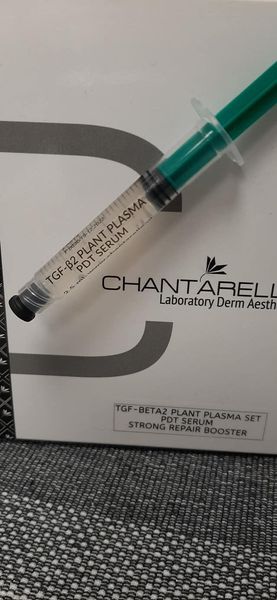 TGF-β2 PLANT PLASMA
PDT SERUM
CHANTARELL
Laboratory Derm Aesth
TGF-BETA2 PLANT PLASMA SET
PDT SERUM
STRONG REPAIR BOOSTER